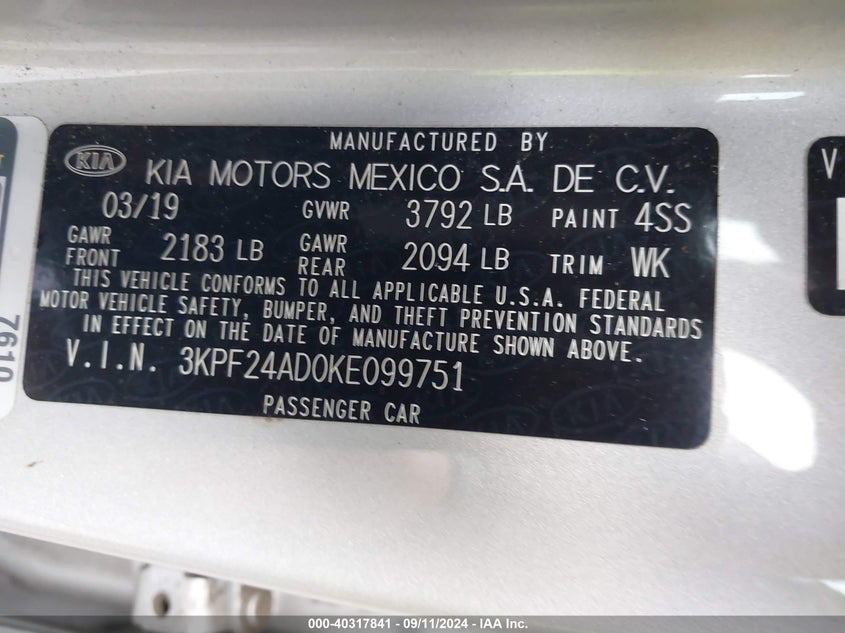 MANUFACTURED BY
KIA KIA MOTORS MEXICO S.A. DE C.V.
03/19 GVWR 3792 LB PAINT 4SS
GAWR FRONT 2183 LB GAWR REAR 2094 LB TRIM WK
THIS VEHICLE CONFORMS TO ALL APPLICABLE U.S.A. FEDERAL
MOTOR VEHICLE SAFETY, BUMPER, AND THEFT PREVENTION STANDARDS
IN EFFECT ON THE DATE OF MANUFACTURE SHOWN ABOVE.
V.I.N. 3KPF24AD0KE099751
PASSENGER CAR
7610
V
000-40317841 - 09/11/2024 - IAA Inc.